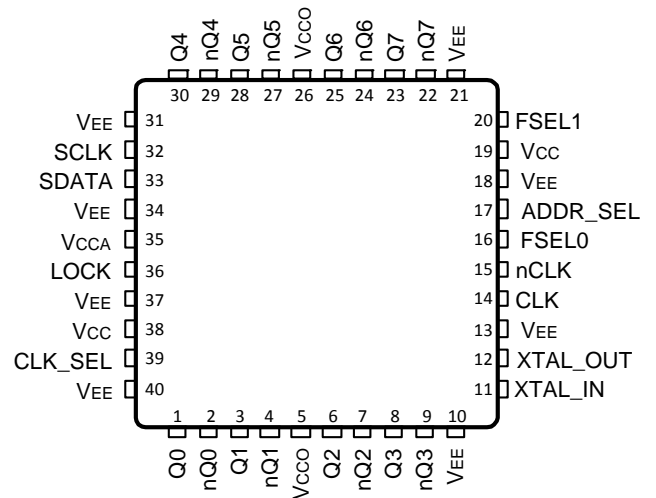 Q4 nQ4 Q5 nQ5 VCCO Q6 nQ6 Q7 nQ7 VEE
30 29 28 27 26 25 24 23 22 21
VEE 31 20 FSEL1
SCLK 32 19 VCC
SDATA 33 18 VEE
VEE 34 17 ADDR_SEL
VCCA 35 16 FSEL0
LOCK 36 15 nCLK
VEE 37 14 CLK
VCC 38 13 VEE
CLK_SEL 39 12 XTAL_OUT
VEE 40 11 XTAL_IN
1 2 3 4 5 6 7 8 9 10
Q0 nQ0 Q1 nQ1 VCCO Q2 nQ2 Q3 nQ3 VEE